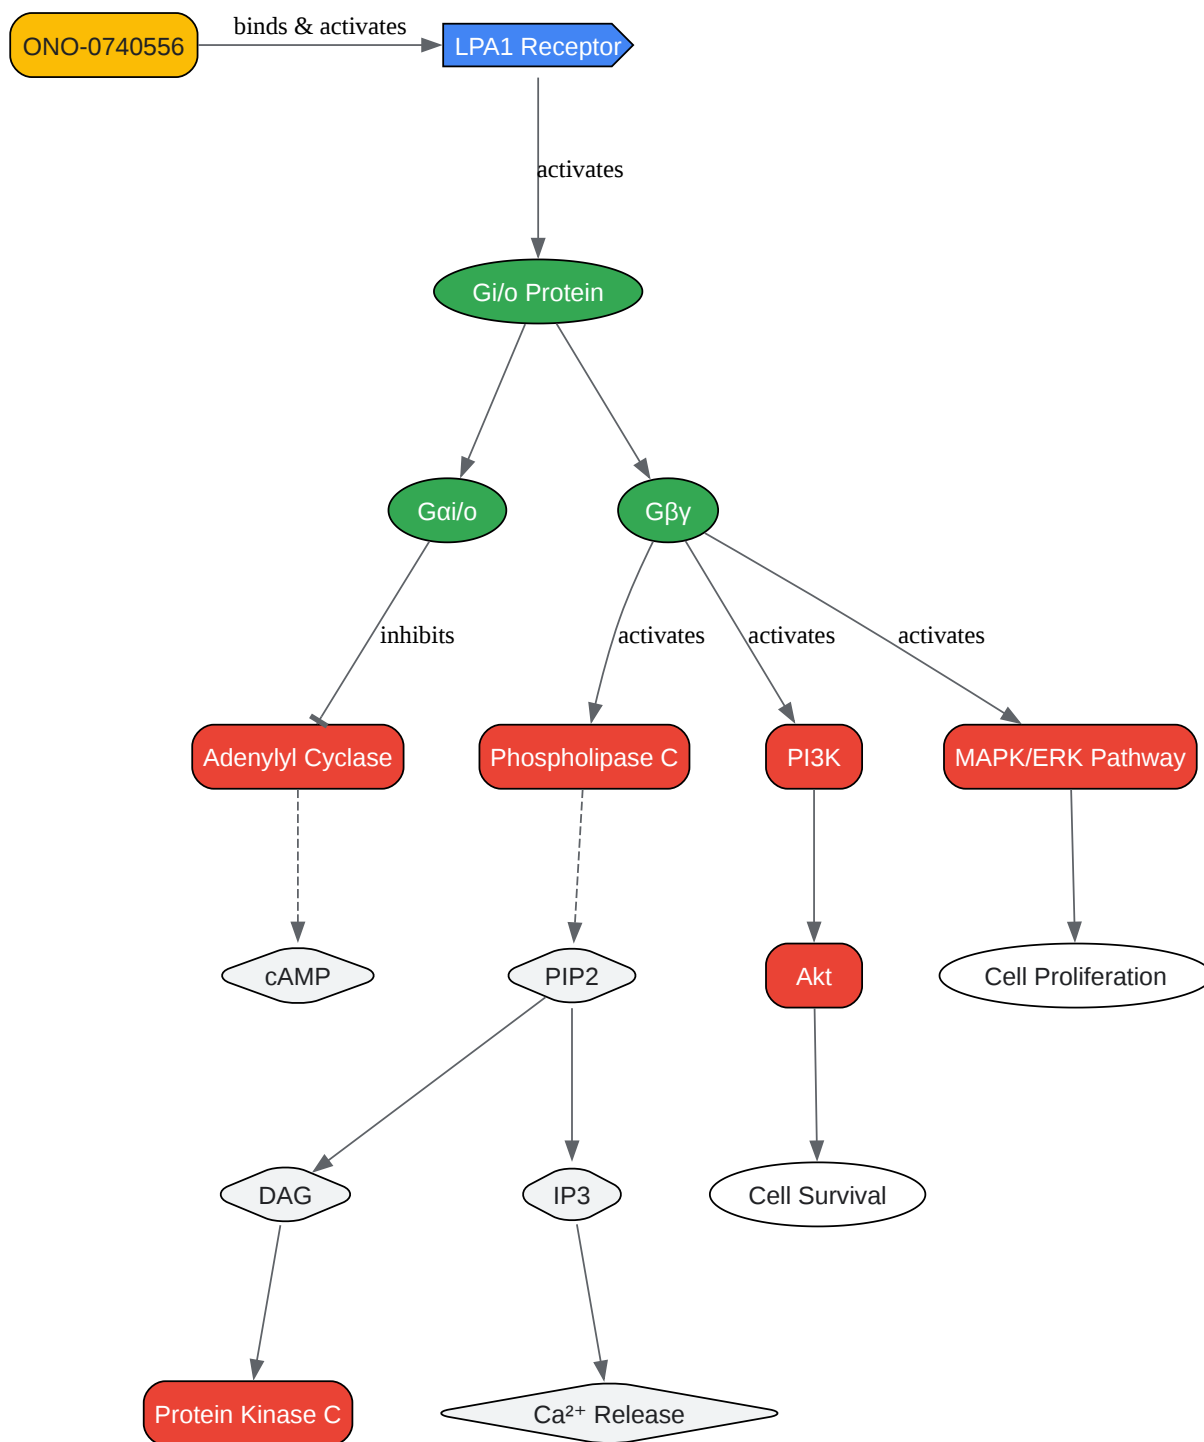 ONO-0740556
binds & activates
LPA1 Receptor
activates
Gi/o Protein
Gαi/o
Gβγ
inhibits
activates
activates
activates
Adenylyl Cyclase
Phospholipase C
PI3K
MAPK/ERK Pathway
cAMP
PIP2
Akt
Cell Proliferation
DAG
IP3
Cell Survival
Protein Kinase C
Ca²⁺ Release